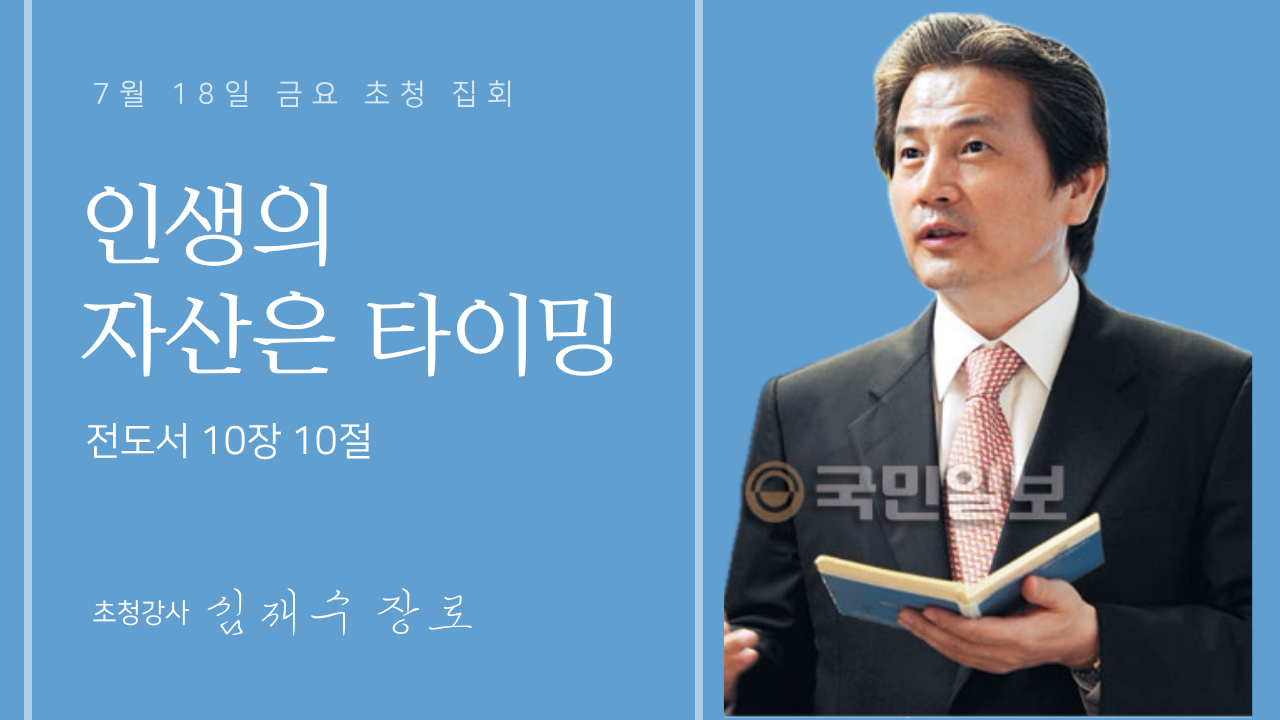 7월 18일 금요 초청 집회
인생의
자산은 타이밍
전도서 10장 10절
초청강사 심재수 장로
국민일보